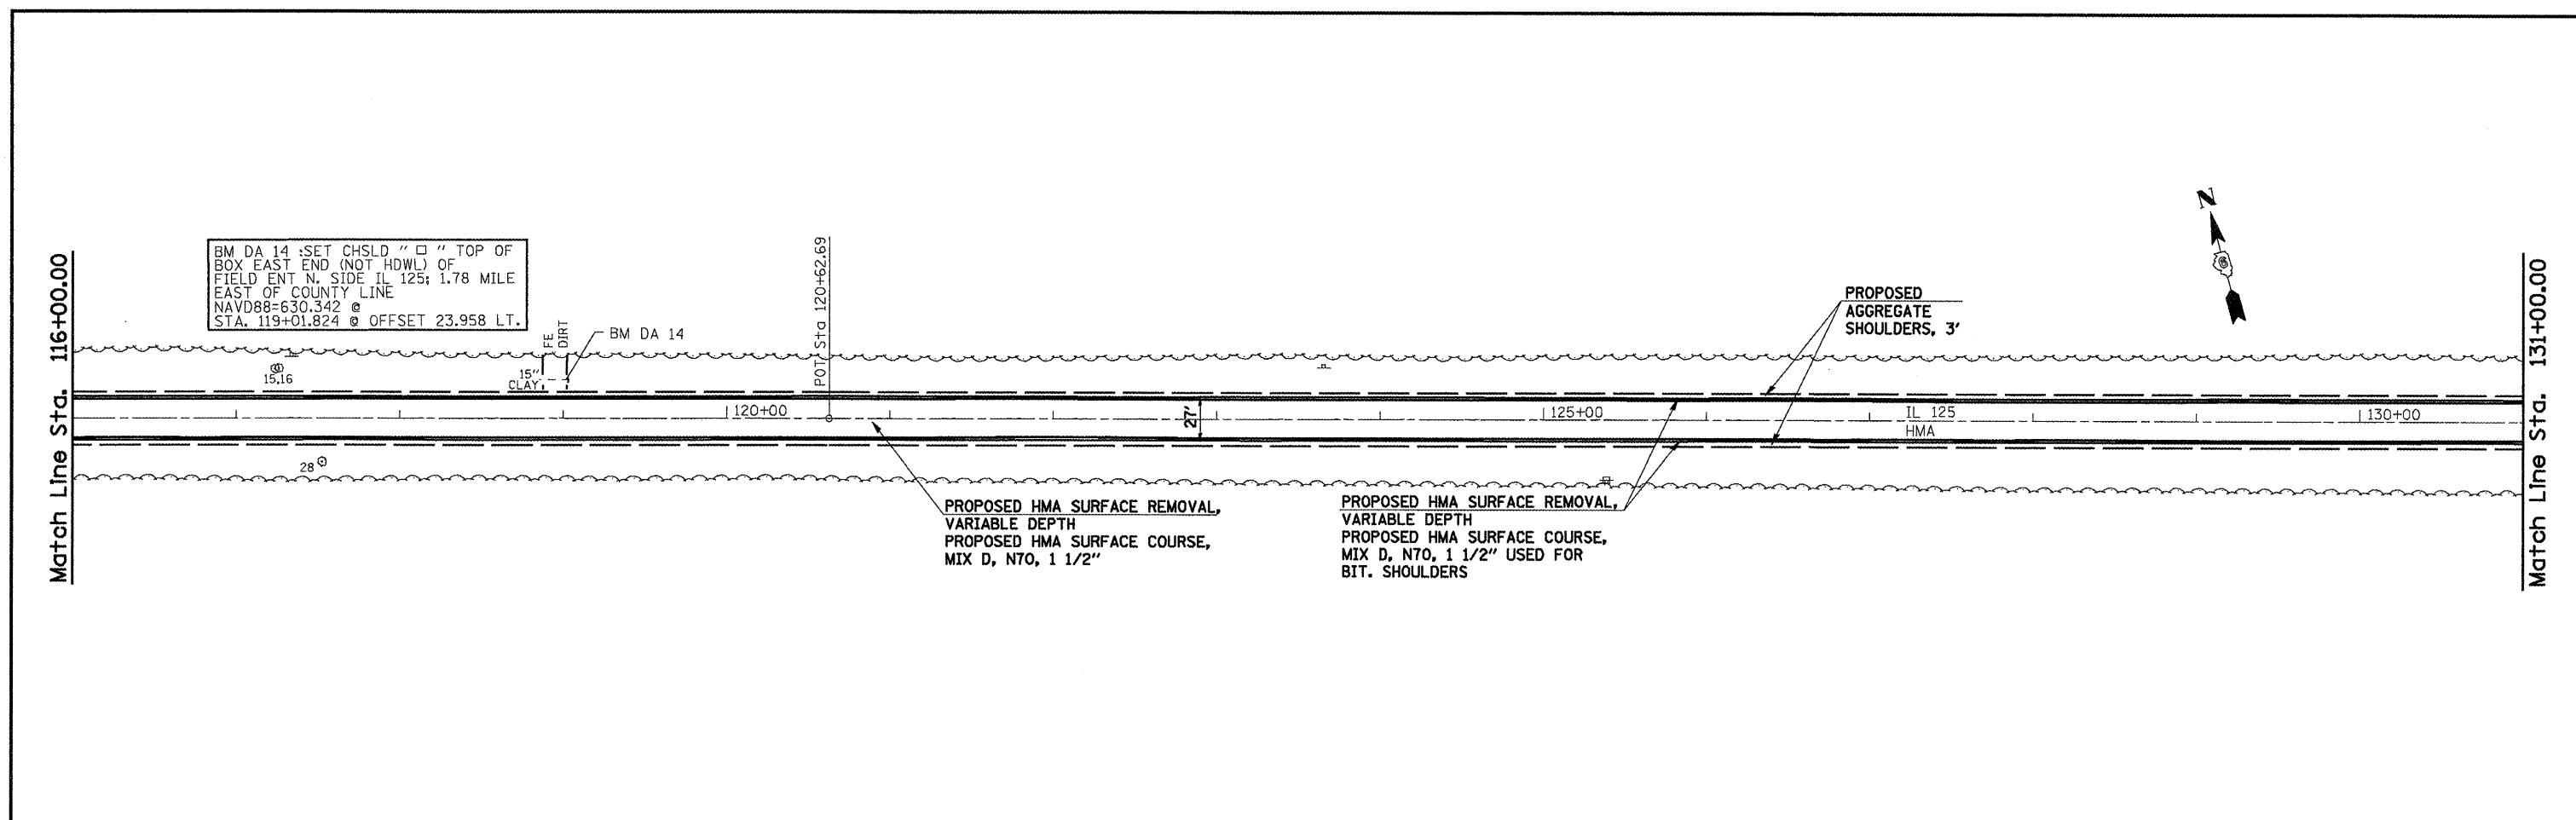 Match Line Sta. 116+00.00
BM DA 14 :SET CHSLD " □ " TOP OF
BOX EAST END (NOT HDWL) OF
FIELD ENT N. SIDE IL 125; 1.78 MILE
EAST OF COUNTY LINE
NAVD88=630.342 @
STA. 119+01.824 @ OFFSET 23.958 LT.
15,16
28
15"
CLAY
FE
DIRT
BM DA 14
POT Sta 120+62.69
120+00
27'
125+00
IL 125
HMA
130+00
PROPOSED
AGGREGATE
SHOULDERS, 3'
N
PROPOSED HMA SURFACE REMOVAL,
VARIABLE DEPTH
PROPOSED HMA SURFACE COURSE,
MIX D, N70, 1 1/2"
PROPOSED HMA SURFACE REMOVAL,
VARIABLE DEPTH
PROPOSED HMA SURFACE COURSE,
MIX D, N70, 1 1/2" USED FOR
BIT. SHOULDERS
Match Line Sta. 131+00.00